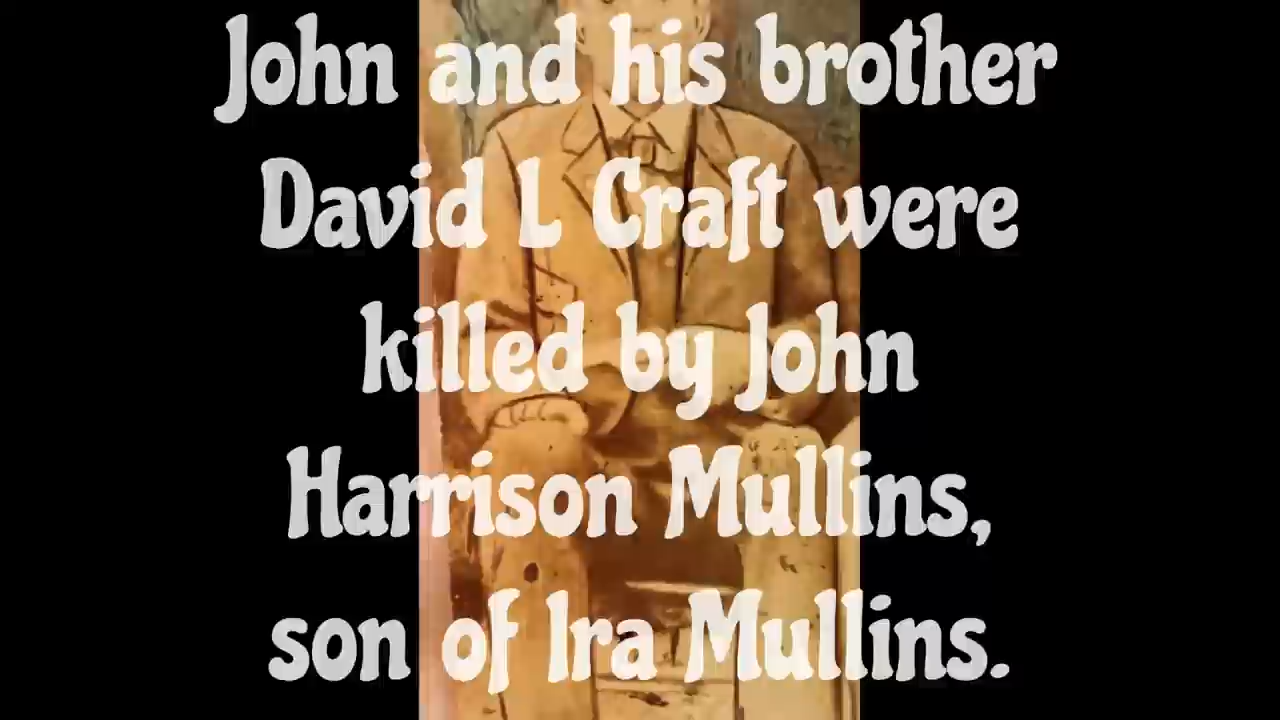 John and his brother
David L Craft were
killed by John
Harrison Mullins,
son of Ira Mullins.